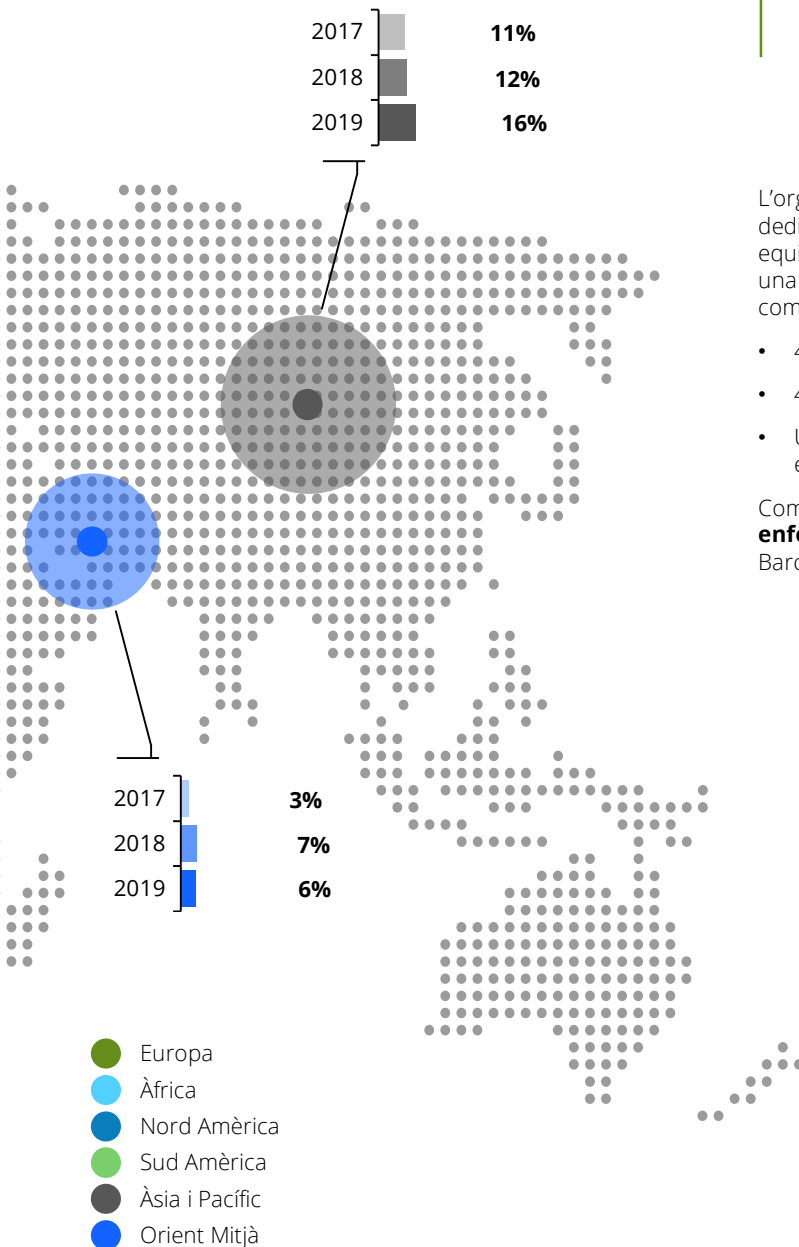 2017 11%
2018 12%
2019 16%
2017 3%
2018 7%
2019 6%
Europa
Àfrica
Nord Amèrica
Sud Amèrica
Àsia i Pacífic
Orient Mitjà
una